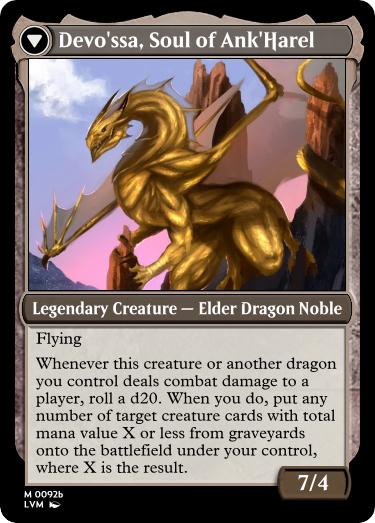 Devo'ssa, Soul of Ank'Harel
Legendary Creature — Elder Dragon Noble
Flying
Whenever this creature or another dragon
you control deals combat damage to a
player, roll a d20. When you do, put any
number of target creature cards with total
mana value X or less from graveyards
onto the battlefield under your control,
where X is the result.
7/4
M 0092b
LVM